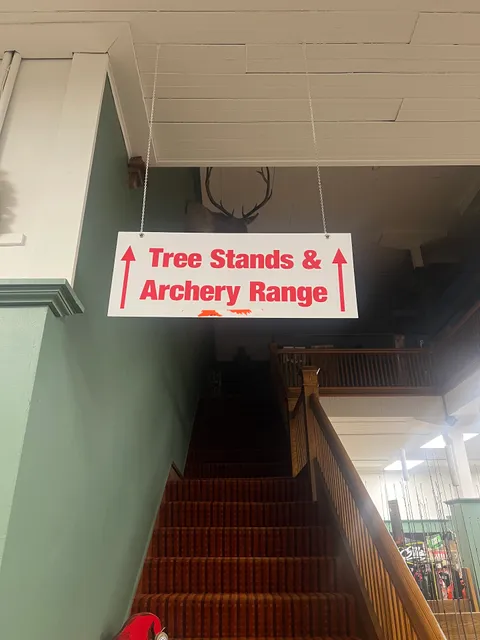 Tree Stands &
Archery Range